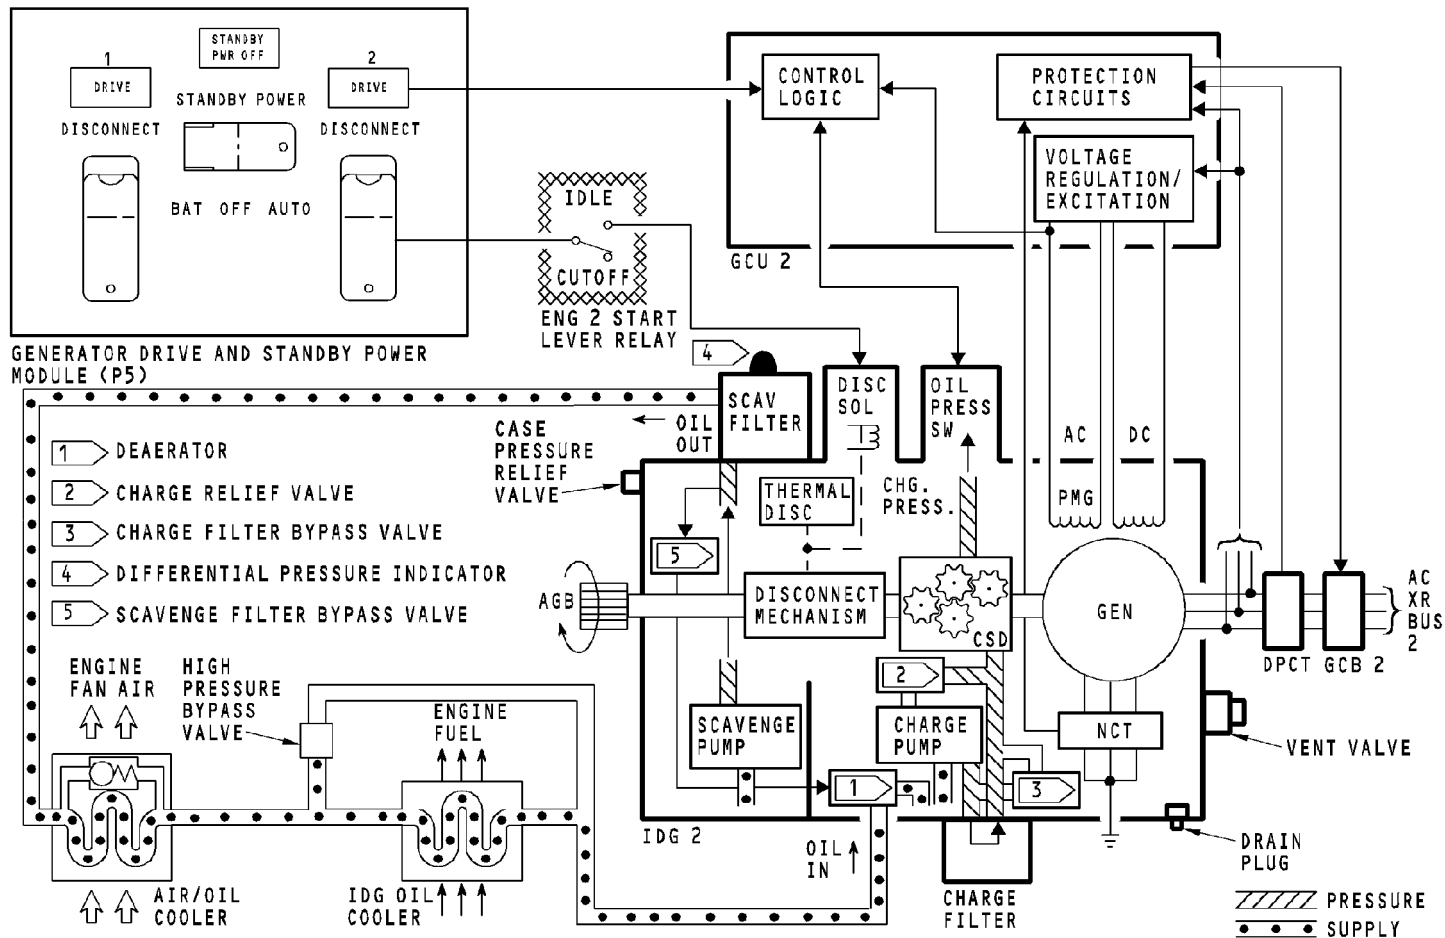 STANDBY
PWR OFF
1
DRIVE
DISCONNECT
STANDBY POWER
2
DRIVE
DISCONNECT
BAT OFF AUTO
GENERATOR DRIVE AND STANDBY POWER
MODULE (P5)
IDLE
CUTOFF
ENG 2 START
LEVER RELAY
CONTROL
LOGIC
PROTECTION
CIRCUITS
VOLTAGE
REGULATION/
EXCITATION
GCU 2
4
SCAV
FILTER
OIL
OUT
DISC
SOL
OIL
PRESS
SW
AC
DC
PMG
CASE
PRESSURE
RELIEF
VALVE
1 DEAERATOR
2 CHARGE RELIEF VALVE
3 CHARGE FILTER BYPASS VALVE
4 DIFFERENTIAL PRESSURE INDICATOR
5 SCAVENGE FILTER BYPASS VALVE
THERMAL
DISC
CHG.
PRESS.
5
AGB
DISCONNECT
MECHANISM
CSD
GEN
DPCT
GCB 2
AC
XR
BUS
2
ENGINE
FAN AIR
HIGH
PRESSURE
BYPASS
VALVE
ENGINE
FUEL
SCAVENGE
PUMP
2
CHARGE
PUMP
NCT
VENT VALVE
1
3
IDG 2
OIL
IN
CHARGE
FILTER
DRAIN
PLUG
AIR/OIL
COOLER
IDG OIL
COOLER
PRESSURE
SUPPLY